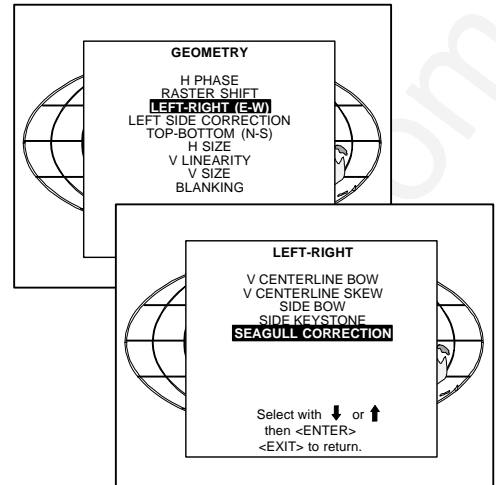 GEOMETRY
H PHASE
RASTER SHIFT
LEFT-RIGHT (E-W)
LEFT SIDE CORRECTION
TOP-BOTTOM (N-S)
H SIZE
V LINEARITY
V SIZE
BLANKING
LEFT-RIGHT
V CENTERLINE BOW
V CENTERLINE SKEW
SIDE BOW
SIDE KEYSTONE
SEAGULL CORRECTION
Select with ⬇ or ⬆
then <ENTER>
<EXIT> to return.
om